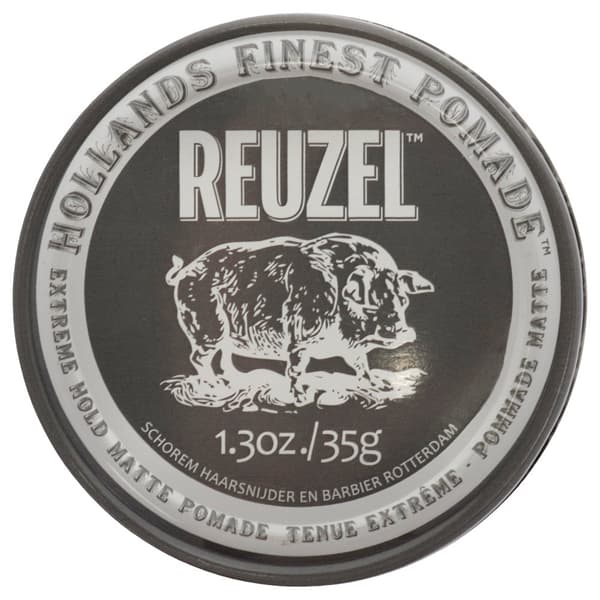 HOLLANDS FINEST POMADE™
REUZEL™
1.3oz./35g
SCHOREM HAARSNIJDER EN BARBIER ROTTERDAM
EXTREME HOLD MATTE POMADE TENUE EXTRÊME - POMMADE MATTE